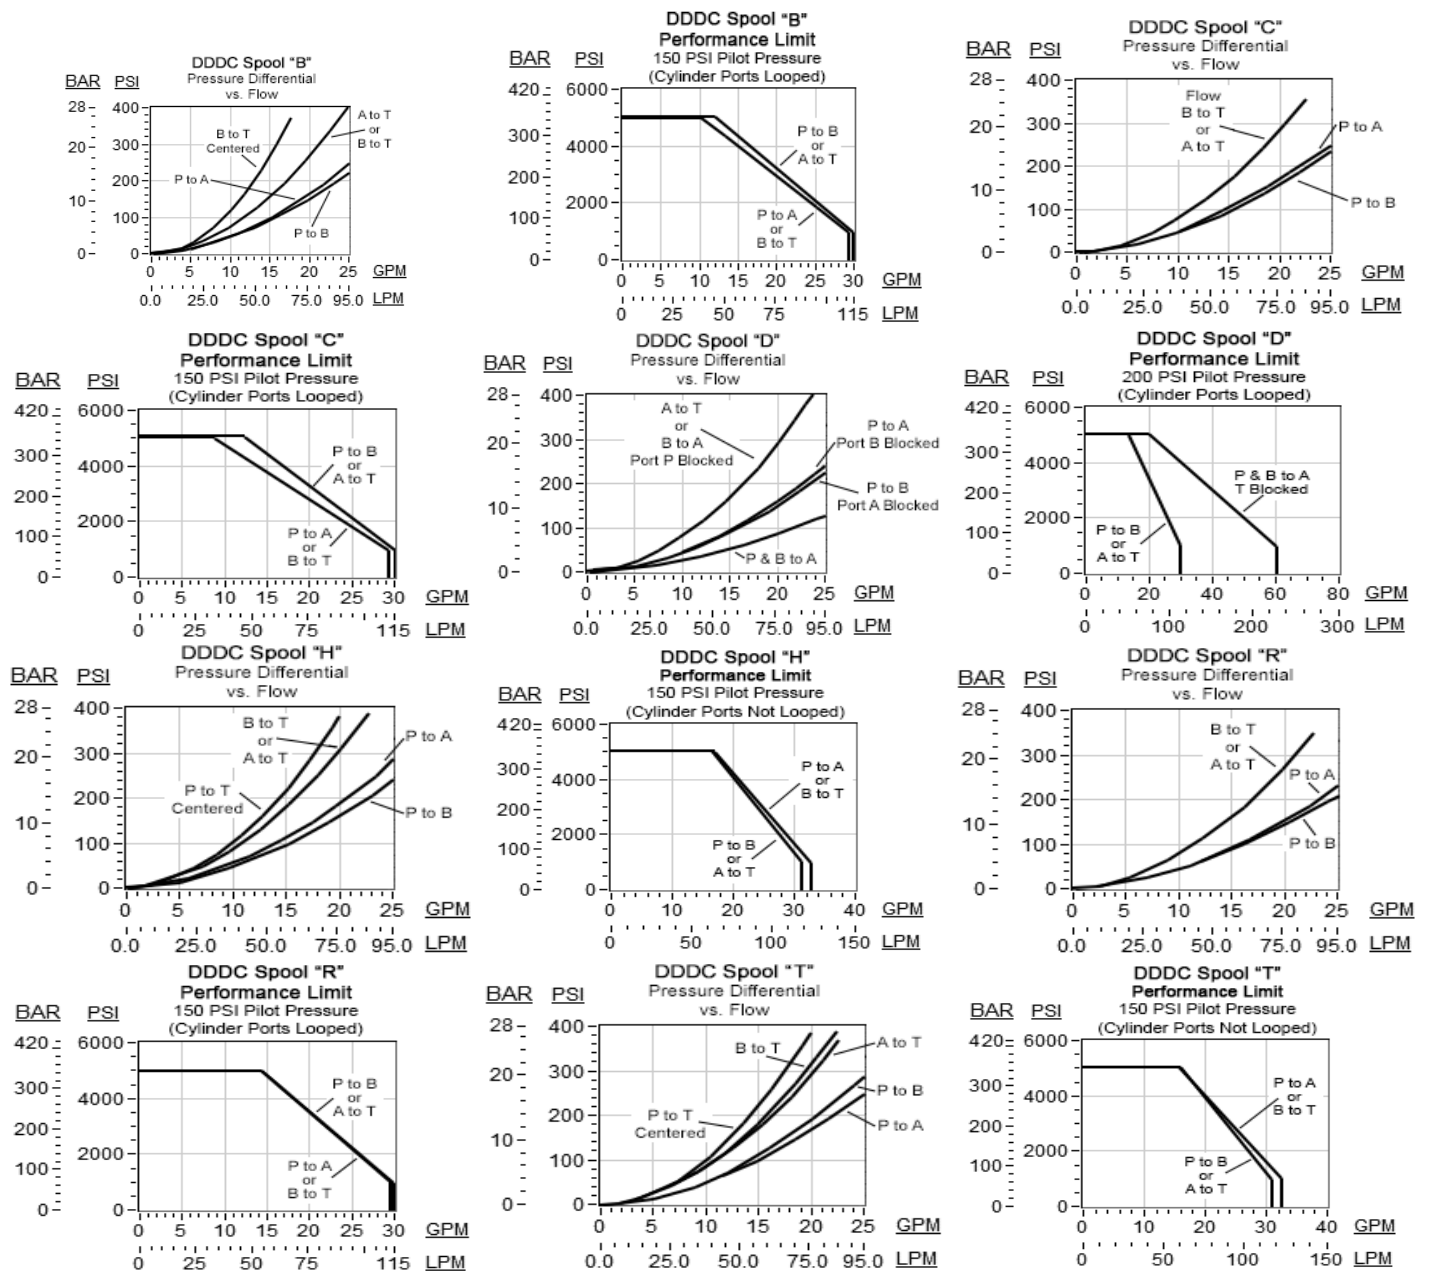 DDDC Spool “B”
Pressure Differential
vs. Flow
BAR PSI
28 400
300
20
200
10
100
0 0
B to T
Centered
A to T
or
B to T
P to A
P to B
0 5 10 15 20 25 GPM
0.0 25.0 50.0 75.0 95.0 LPM
DDDC Spool “B”
Performance Limit
150 PSI Pilot Pressure
(Cylinder Ports Looped)
BAR PSI
420 6000
300
4000
200
2000
100
0 0
P to B
or
A to T
P to A
or
B to T
0 5 10 15 20 25 30 GPM
0 25 50 75 115 LPM
DDDC Spool “C”
Pressure Differential
vs. Flow
BAR PSI
28 400
20 300
200
10
100
0 0
Flow
B to T
or
A to T
P to A
P to B
0 5 10 15 20 25 GPM
0.0 25.0 50.0 75.0 95.0 LPM
DDDC Spool “C”
Performance Limit
150 PSI Pilot Pressure
(Cylinder Ports Looped)
BAR PSI
420 6000
300
4000
200
2000
100
0 0
P to B
or
A to T
P to A
or
B to T
0 5 10 15 20 25 30 GPM
0 25 50 75 115 LPM
DDDC Spool “D”
Pressure Differential
vs. Flow
BAR PSI
28 400
20 300
200
10
100
0 0
A to T
or
B to A
Port P Blocked
P to A
Port B Blocked
P to B
Port A Blocked
P & B to A
0 5 10 15 20 25 GPM
0.0 25.0 50.0 75.0 95.0 LPM
DDDC Spool “D”
Performance Limit
200 PSI Pilot Pressure
(Cylinder Ports Looped)
BAR PSI
420 6000
300
4000
200
2000
100
0 0
P & B to A
T Blocked
P to B
or
A to T
0 20 40 60 80 GPM
0 100 200 300 LPM
DDDC Spool “H”
Pressure Differential
vs. Flow
BAR PSI
28 400
20 300
200
10
100
0 0
B to T
or
A to T
P to A
P to T
Centered
P to B
0 5 10 15 20 25 GPM
0.0 25.0 50.0 75.0 95.0 LPM
DDDC Spool “H”
Performance Limit
150 PSI Pilot Pressure
(Cylinder Ports Not Looped)
BAR PSI
420 6000
300
4000
200
2000
100
0 0
P to A
or
B to T
P to B
or
A to T
0 10 20 30 40 GPM
0 50 100 150 LPM
DDDC Spool “R”
Pressure Differential
vs. Flow
BAR PSI
28 400
20 300
200
10
100
0 0
B to T
or
A to T
P to A
P to B
0 5 10 15 20 25 GPM
0.0 25.0 50.0 75.0 95.0 LPM
DDDC Spool “R”
Performance Limit
150 PSI Pilot Pressure
(Cylinder Ports Looped)
BAR PSI
420 6000
300
4000
200
2000
100
0 0
P to B
or
A to T
P to A
or
B to T
0 5 10 15 20 25 30 GPM
0 25 50 75 115 LPM
DDDC Spool “T”
Pressure Differential
vs. Flow
BAR PSI
28 400
20 300
200
10
100
0 0
B to T
A to T
P to B
P to T
Centered
P to A
0 5 10 15 20 25 GPM
0.0 25.0 50.0 75.0 95.0 LPM
DDDC Spool “T”
Performance Limit
150 PSI Pilot Pressure
(Cylinder Ports Not Looped)
BAR PSI
420 6000
300
4000
200
2000
100
0 0
P to A
or
B to T
P to B
or
A to T
0 10 20 30 40 GPM
0 50 100 150 LPM